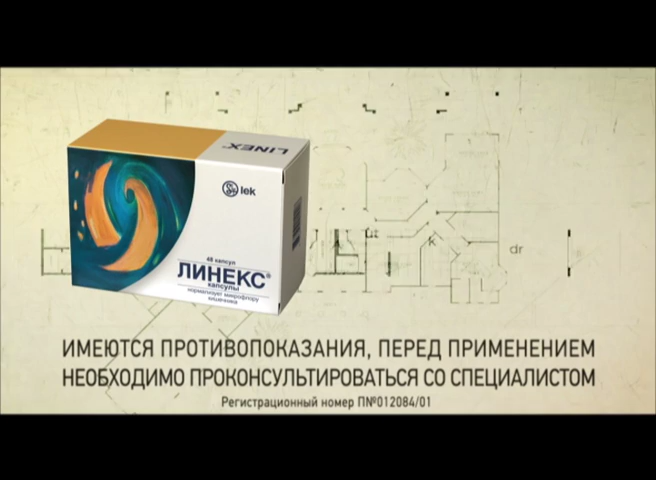 LINEX
lek
48 капсул
ЛИНЕКС®
капсулы
нормализует микрофлору
кишечника
k
dr
ИМЕЮТСЯ ПРОТИВОПОКАЗАНИЯ, ПЕРЕД ПРИМЕНЕНИЕМ
НЕОБХОДИМО ПРОКОНСУЛЬТИРОВАТЬСЯ СО СПЕЦИАЛИСТОМ
Регистрационный номер П№012084/01